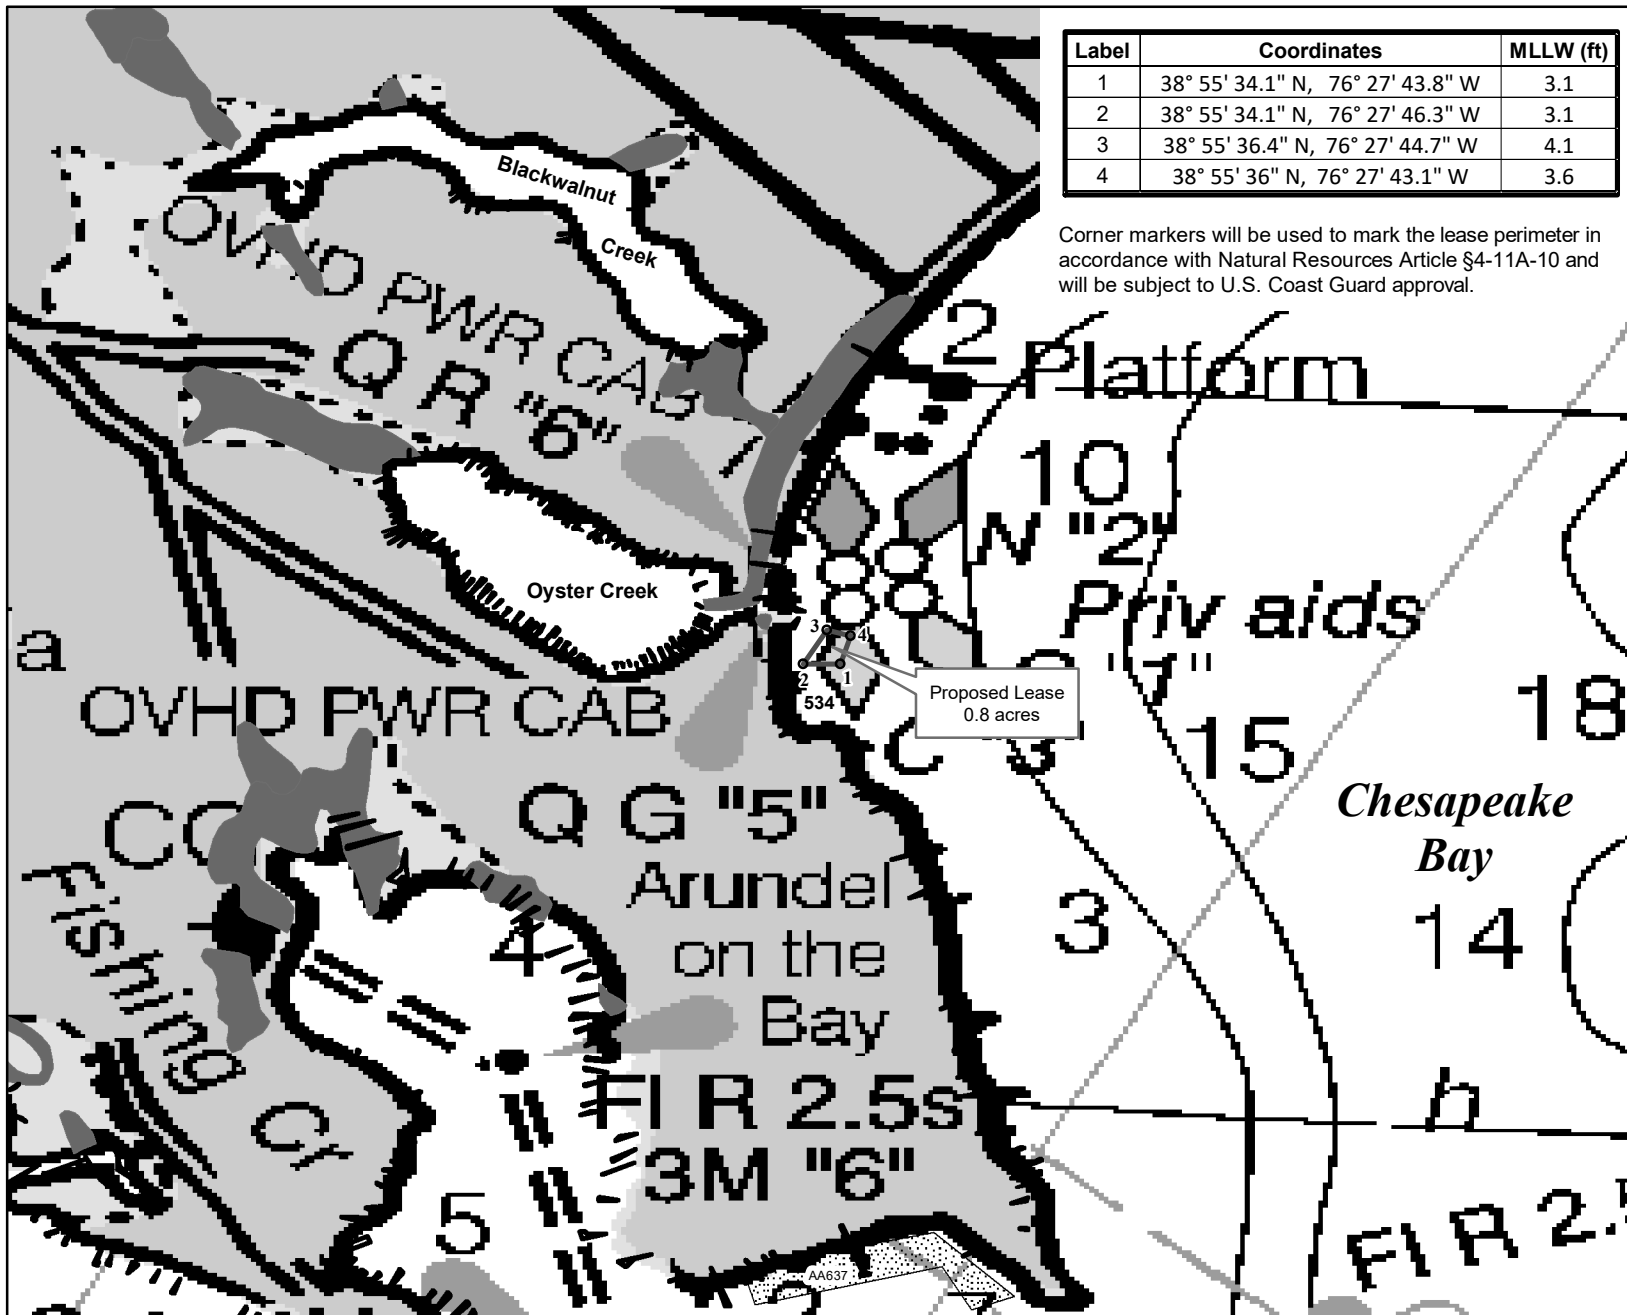 Label Coordinates MLLW (ft)
1 38° 55' 34.1" N, 76° 27' 43.8" W 3.1
2 38° 55' 34.1" N, 76° 27' 46.3" W 3.1
3 38° 55' 36.4" N, 76° 27' 44.7" W 4.1
4 38° 55' 36" N, 76° 27' 43.1" W 3.6
Corner markers will be used to mark the lease perimeter in
accordance with Natural Resources Article §4-11A-10 and
will be subject to U.S. Coast Guard approval.
Blackwalnut
Creek
OVHD PWR CAB
2
Platform
Q R "6"
10
N "2"
Oyster Creek
Priv aids
a
3
4
2
1
534
Proposed Lease
0.8 acres
18
OVHD PWR CAB
C "3"
15
Q G "5"
Chesapeake
Bay
Arundel
on the
Bay
3
14
4
Fishing Cr
Fl R 2.5s
3M "6"
h
5
Fl R 2.
AA637